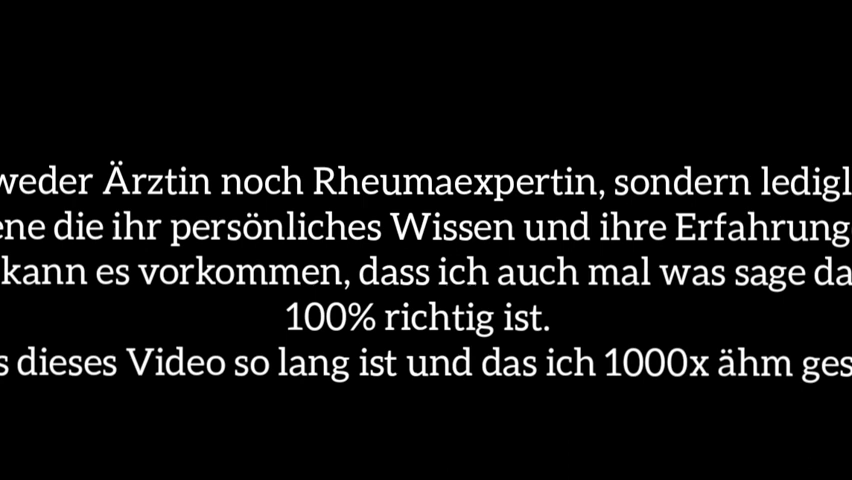 weder Ärztin noch Rheumaexpertin, sondern ledigl
ene die ihr persönliches Wissen und ihre Erfahrung
kann es vorkommen, dass ich auch mal was sage da
100% richtig ist.
s dieses Video so lang ist und das ich 1000x ähm ges